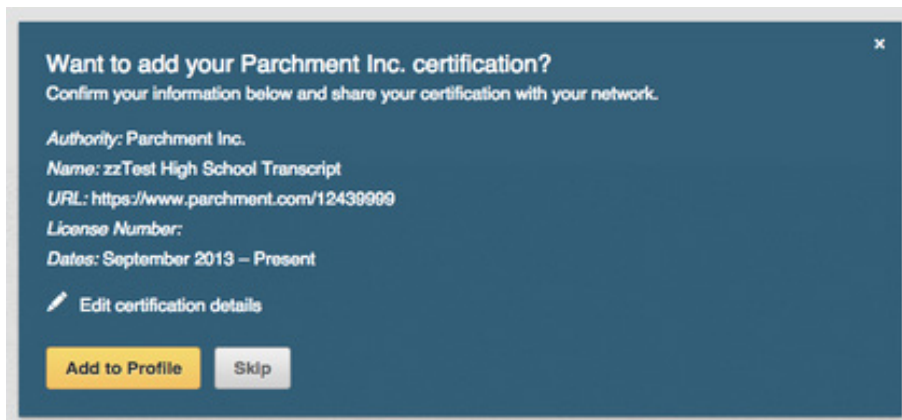 Want to add your Parchment Inc. certification?
×
Confirm your information below and share your certification with your network.
Authority: Parchment Inc.
Name: zzTest High School Transcript
URL: https://www.parchment.com/12439999
License Number:
Dates: September 2013 – Present
Edit certification details
Add to Profile
Skip